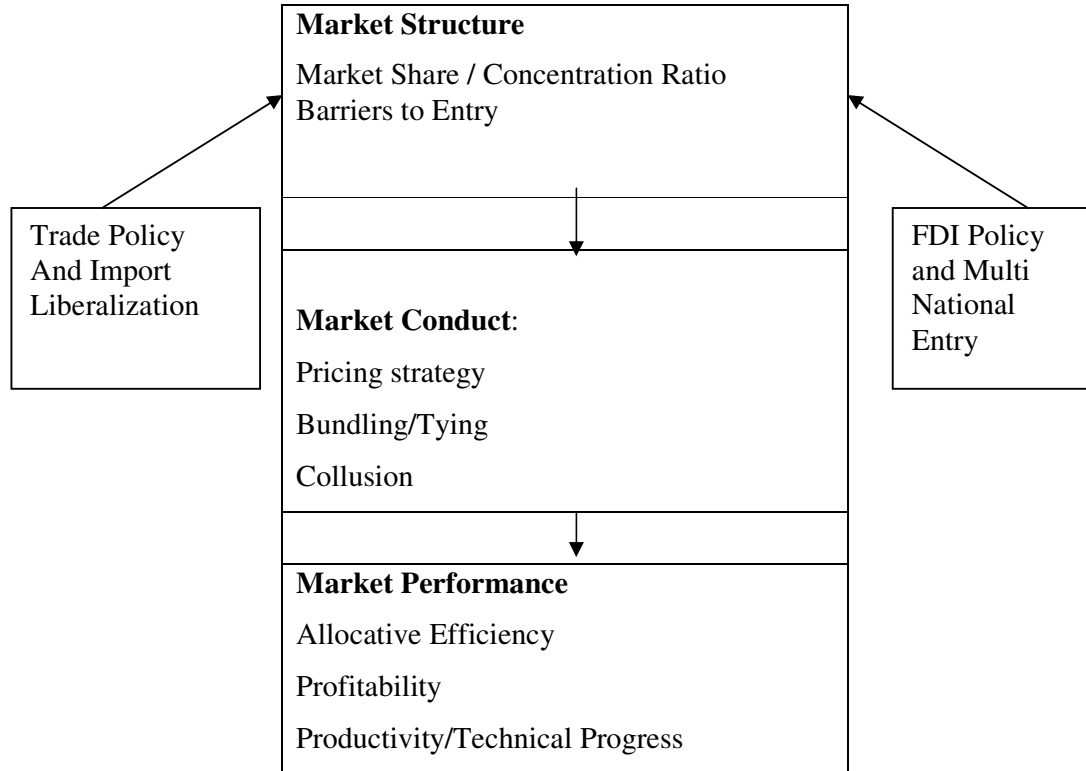 Market Structure
Market Share / Concentration Ratio
Barriers to Entry
Trade Policy
And Import
Liberalization
FDI Policy
and Multi
National
Entry
Market Conduct:
Pricing strategy
Bundling/Tying
Collusion
Market Performance
Allocative Efficiency
Profitability
Productivity/Technical Progress